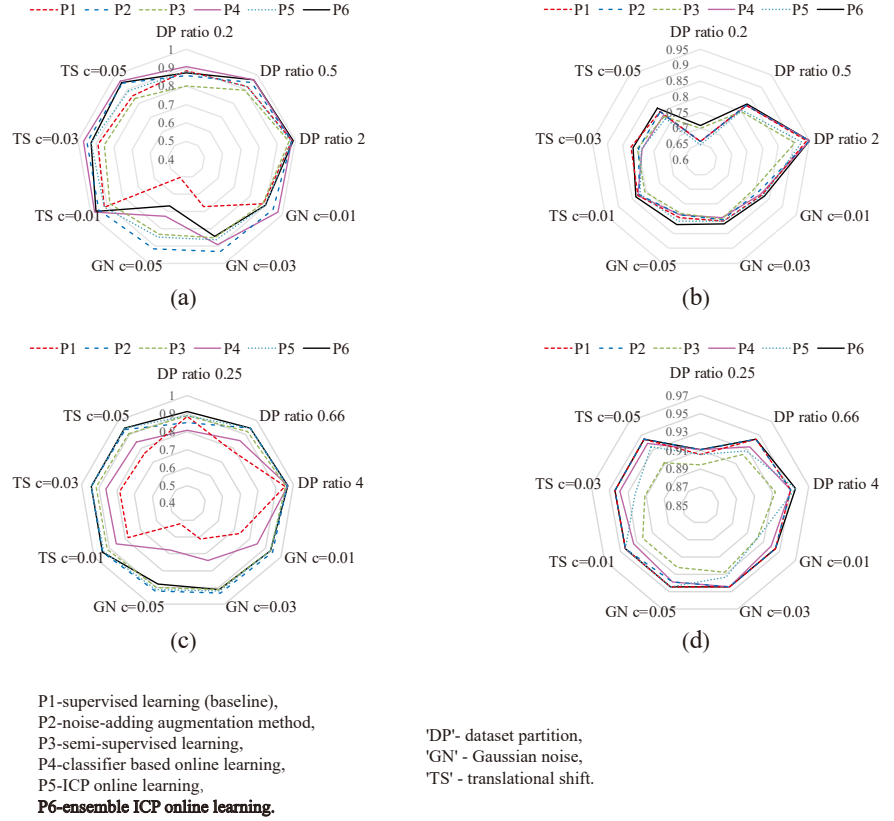 P1 P2 P3 P4 P5 P6
DP ratio 0.2
DP ratio 0.5
DP ratio 2
GN c=0.01
GN c=0.03
GN c=0.05
TS c=0.01
TS c=0.03
TS c=0.05
1
0.9
0.8
0.7
0.6
0.5
0.4
(a)
P1 P2 P3 P4 P5 P6
DP ratio 0.2
DP ratio 0.5
DP ratio 2
GN c=0.01
GN c=0.03
GN c=0.05
TS c=0.01
TS c=0.03
TS c=0.05
0.95
0.9
0.85
0.8
0.75
0.7
0.65
0.6
(b)
P1 P2 P3 P4 P5 P6
DP ratio 0.25
DP ratio 0.66
DP ratio 4
GN c=0.01
GN c=0.03
GN c=0.05
TS c=0.01
TS c=0.03
TS c=0.05
1
0.9
0.8
0.7
0.6
0.5
0.4
(c)
P1 P2 P3 P4 P5 P6
DP ratio 0.25
DP ratio 0.66
DP ratio 4
GN c=0.01
GN c=0.03
GN c=0.05
TS c=0.01
TS c=0.03
TS c=0.05
0.97
0.95
0.93
0.91
0.89
0.87
0.85
(d)
P1-supervised learning (baseline),
P2-noise-adding augmentation method,
P3-semi-supervised learning,
P4-classifier based online learning,
P5-ICP online learning,
P6-ensemble ICP online learning.
'DP'- dataset partition,
'GN' - Gaussian noise,
'TS' - translational shift.